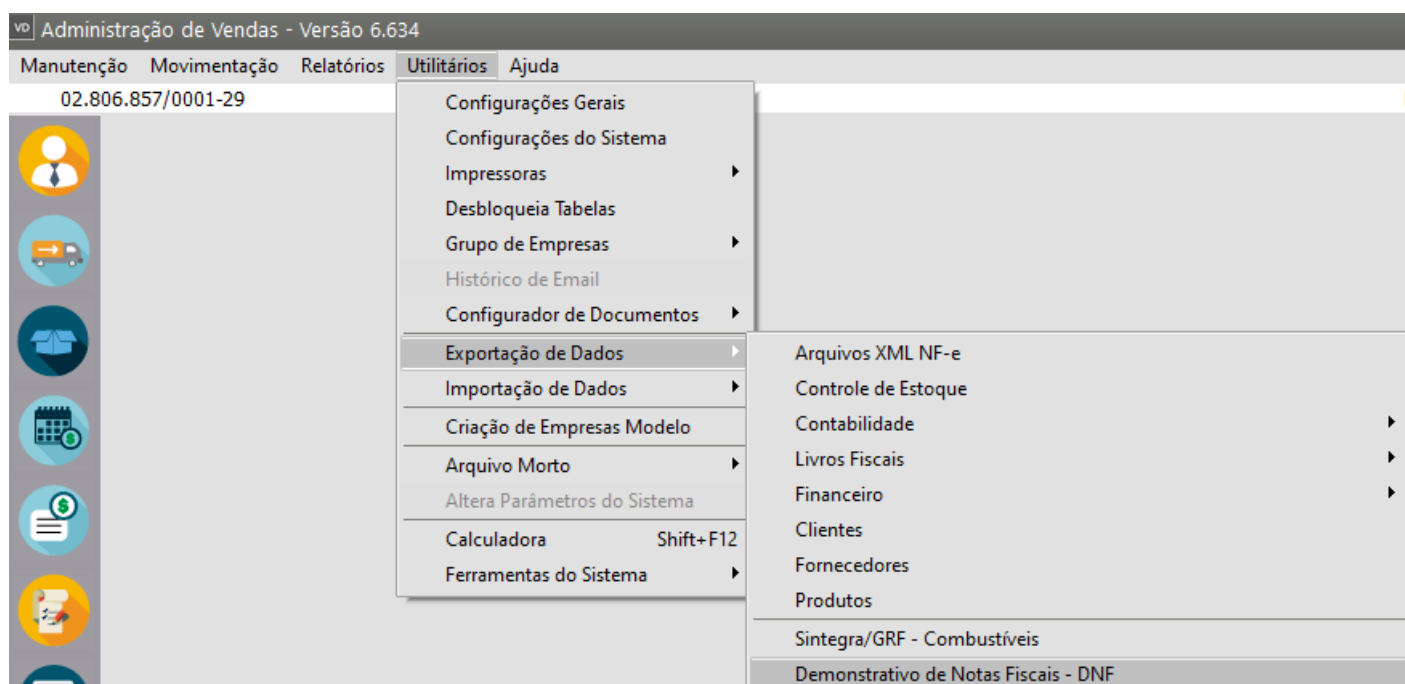 VD Administração de Vendas - Versão 6.634
Manutenção Movimentação Relatórios Utilitários Ajuda
02.806.857/0001-29
Configurações Gerais
Configurações do Sistema
Impressoras
Desbloqueia Tabelas
Grupo de Empresas
Histórico de Email
Configurador de Documentos
Exportação de Dados
Importação de Dados
Criação de Empresas Modelo
Arquivo Morto
Altera Parâmetros do Sistema
Calculadora Shift+F12
Ferramentas do Sistema
Arquivos XML NF-e
Controle de Estoque
Contabilidade
Livros Fiscais
Financeiro
Clientes
Fornecedores
Produtos
Sintegra/GRF - Combustíveis
Demonstrativo de Notas Fiscais - DNF